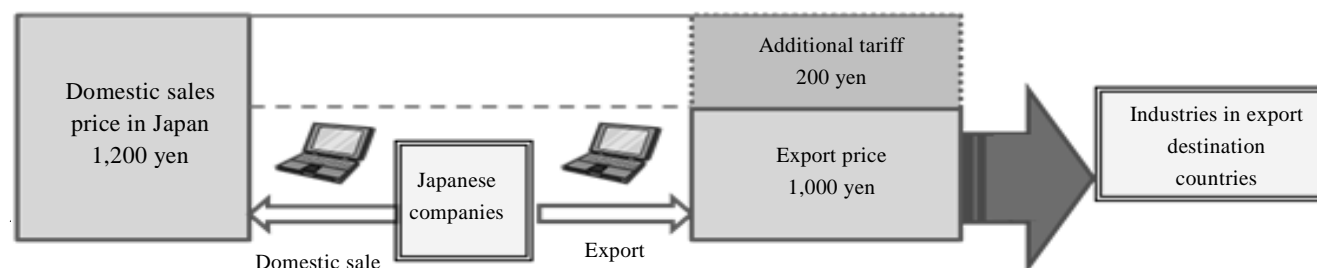 Domestic sales
price in Japan
1,200 yen
Domestic sale
Japanese
companies
Export
Additional tariff
200 yen
Export price
1,000 yen
Industries in export
destination
countries